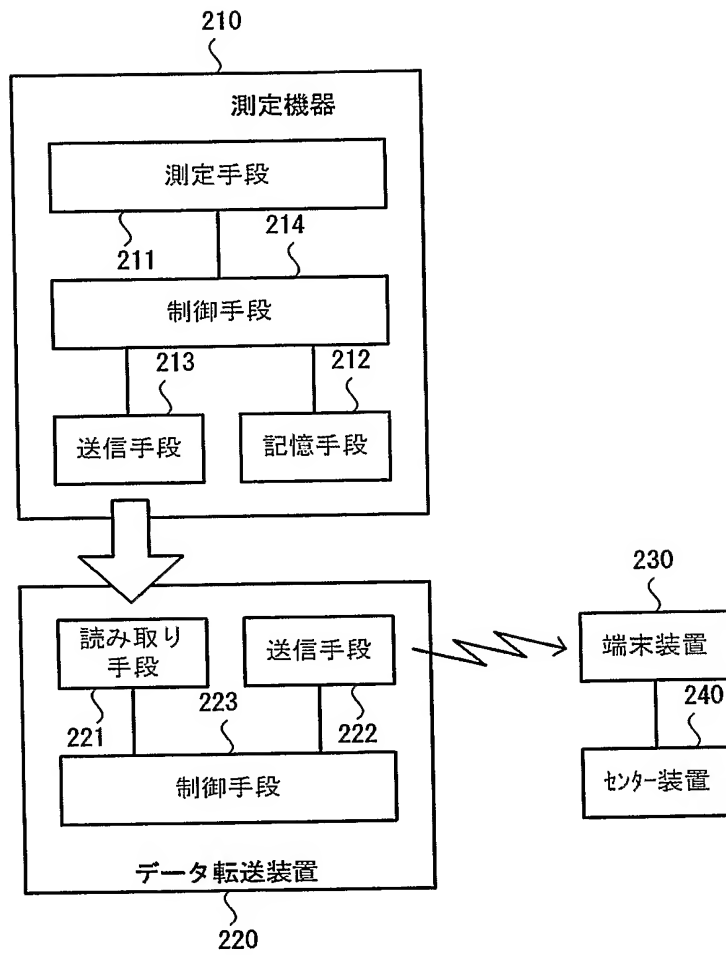 210
測定機器
測定手段
211
214
制御手段
213
212
送信手段
記憶手段
230
読み取り
手段
送信手段
端末装置
221
223
222
240
制御手段
センター装置
データ転送装置
220